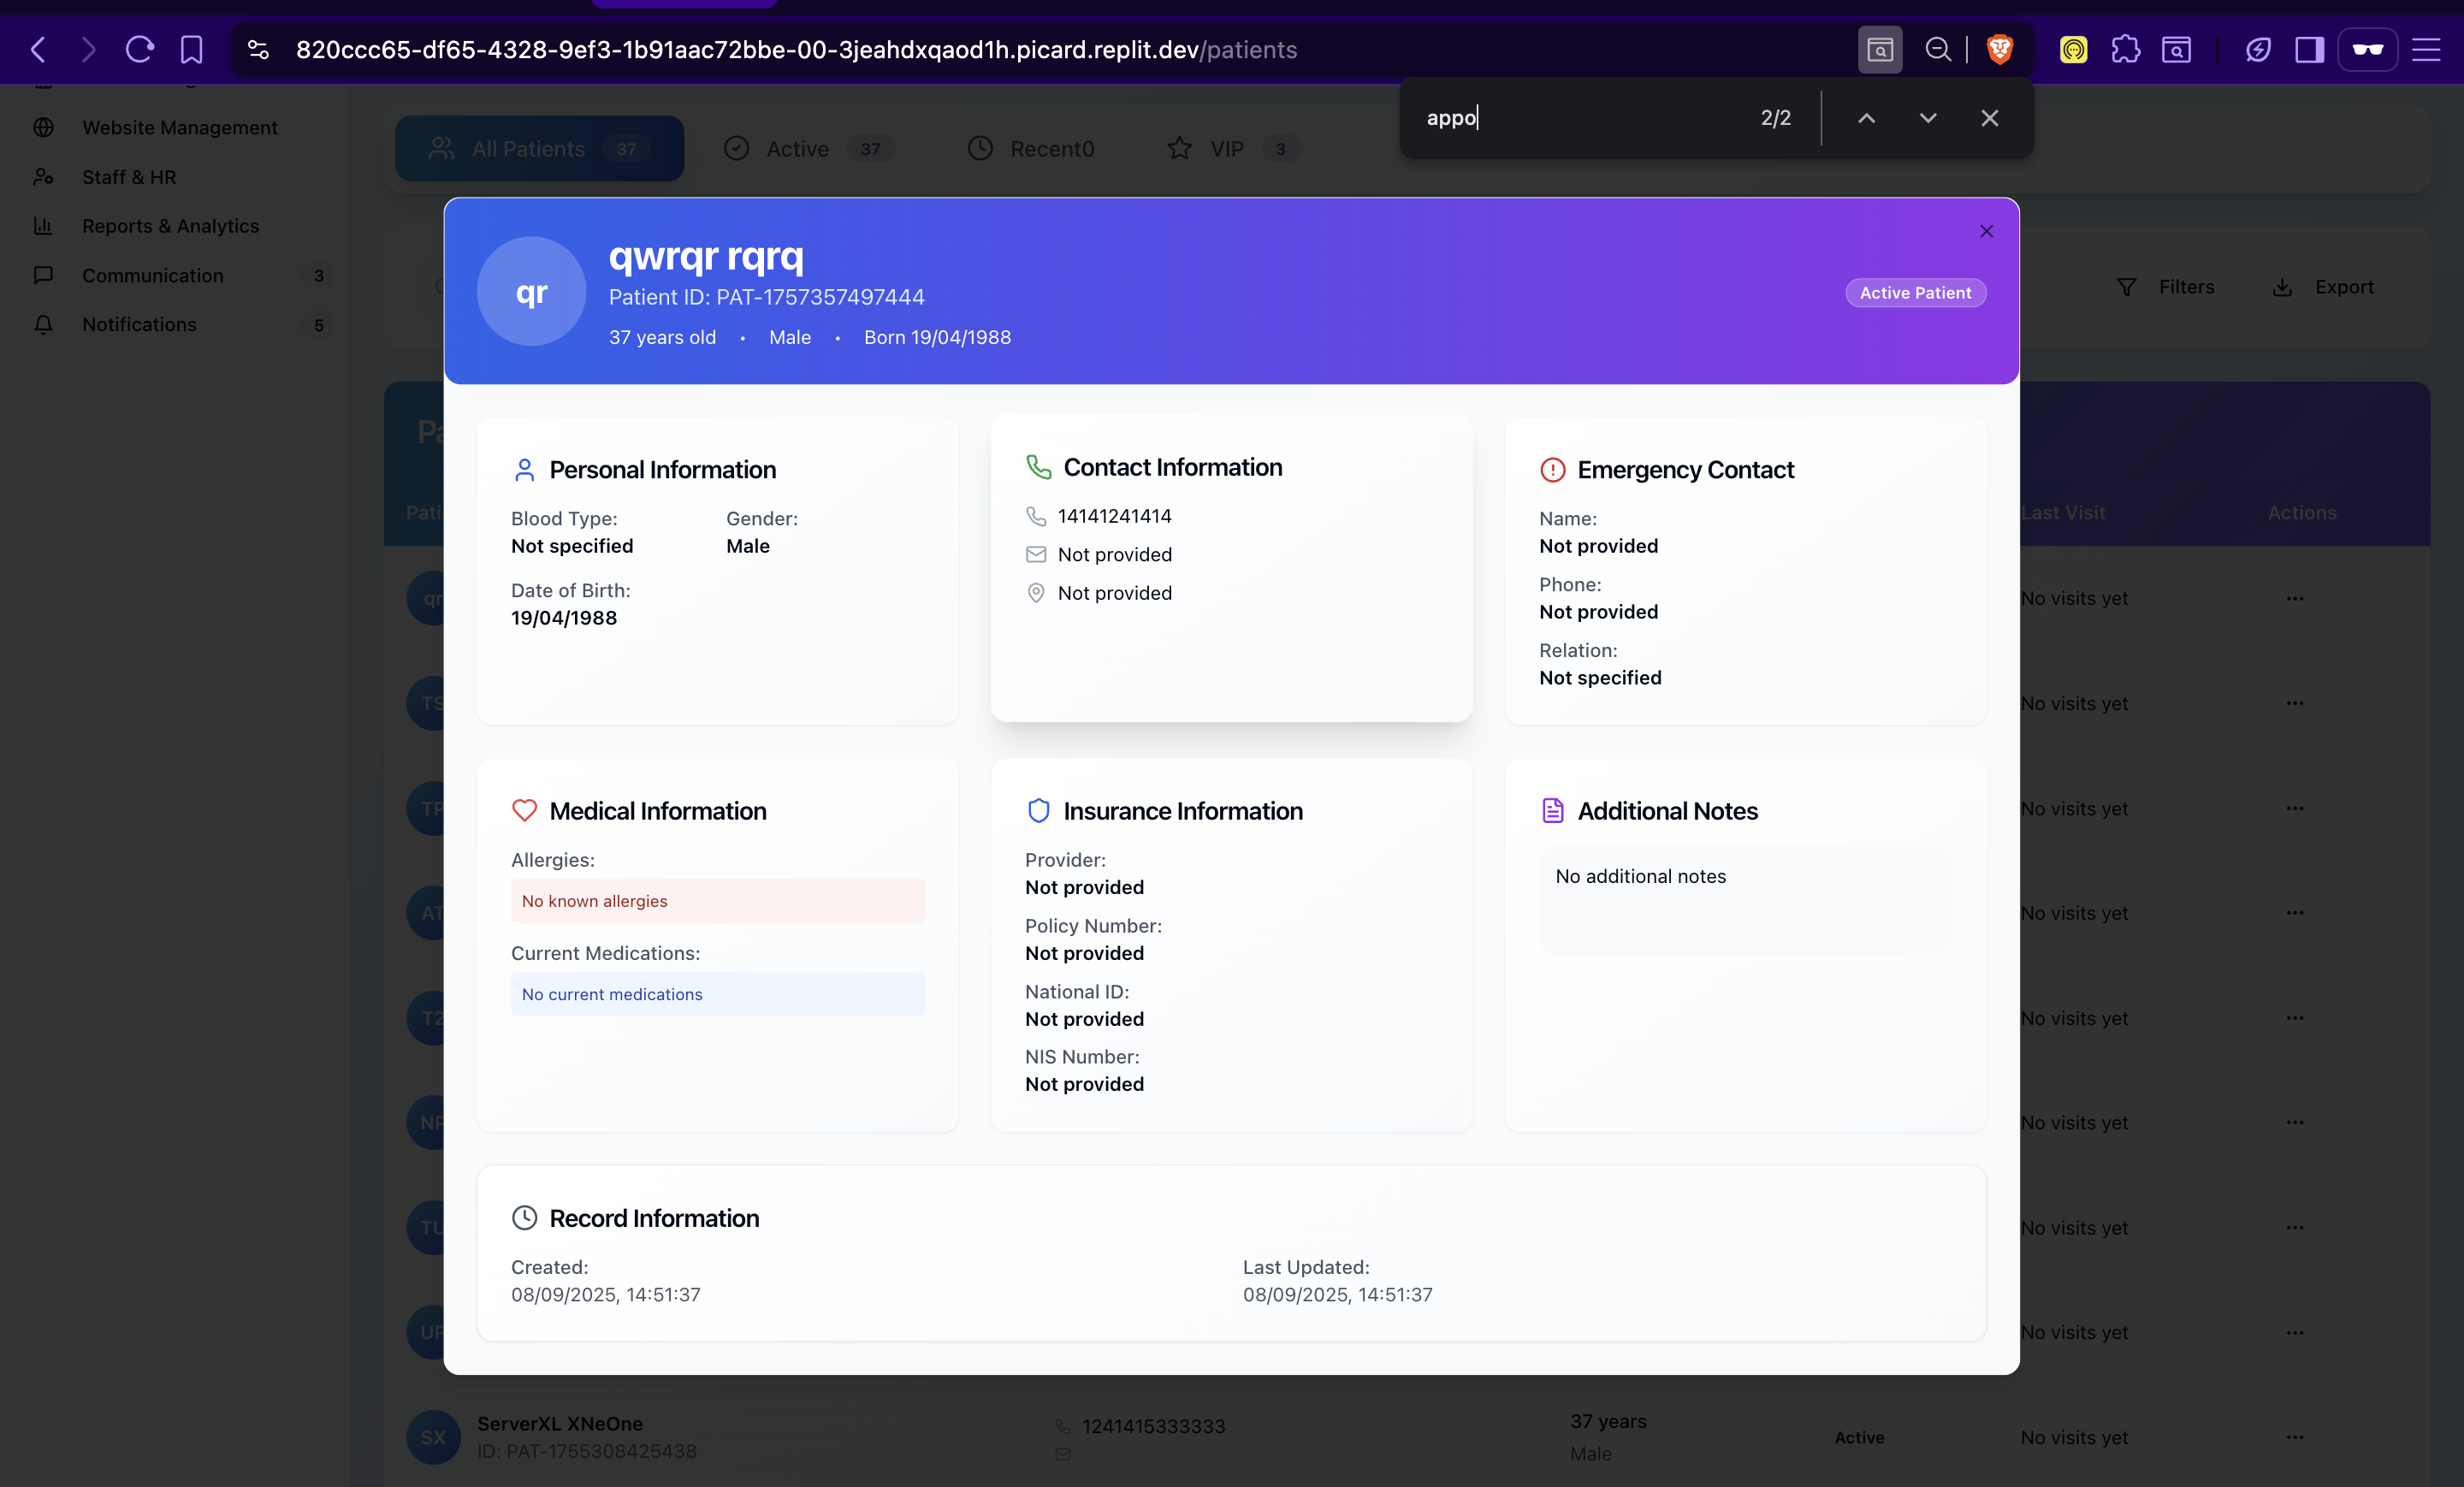 820ccc65-df65-4328-9ef3-1b91aac72bbe-00-3jeahdxqaod1h.picard.replit.dev/patients
appo 2/2
Website Management
Staff & HR
Reports & Analytics
Communication 3
Notifications 5
All Patients 37
Active 37
Recent0
VIP 3
Filters
Export
qr
qwrqr rqrq
Patient ID: PAT-1757357497444
37 years old • Male • Born 19/04/1988
Active Patient
Personal Information
Blood Type:
Not specified
Gender:
Male
Date of Birth:
19/04/1988
Contact Information
14141241414
Not provided
Not provided
Emergency Contact
Name:
Not provided
Phone:
Not provided
Relation:
Not specified
Medical Information
Allergies:
No known allergies
Current Medications:
No current medications
Insurance Information
Provider:
Not provided
Policy Number:
Not provided
National ID:
Not provided
NIS Number:
Not provided
Additional Notes
No additional notes
Record Information
Created:
08/09/2025, 14:51:37
Last Updated:
08/09/2025, 14:51:37
Last Visit
Actions
No visits yet
No visits yet
No visits yet
No visits yet
No visits yet
No visits yet
No visits yet
No visits yet
SX
ServerXL XNeOne
ID: PAT-1755308425438
1241415333333
37 years
Male
Active
No visits yet